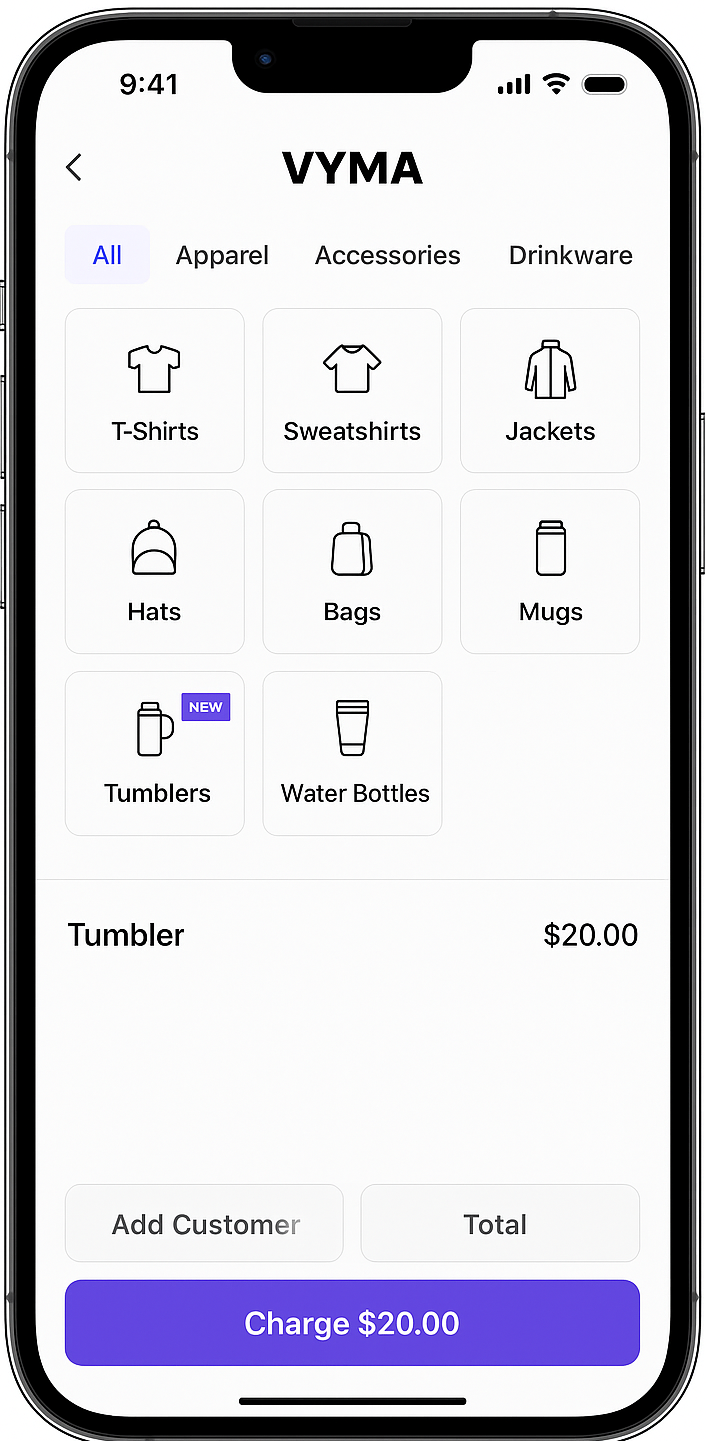 9:41
VYMA
All Apparel Accessories Drinkware
T-Shirts Sweatshirts Jackets
Hats Bags Mugs
NEW
Tumblers Water Bottles
Tumbler $20.00
Add Customer Total
Charge $20.00